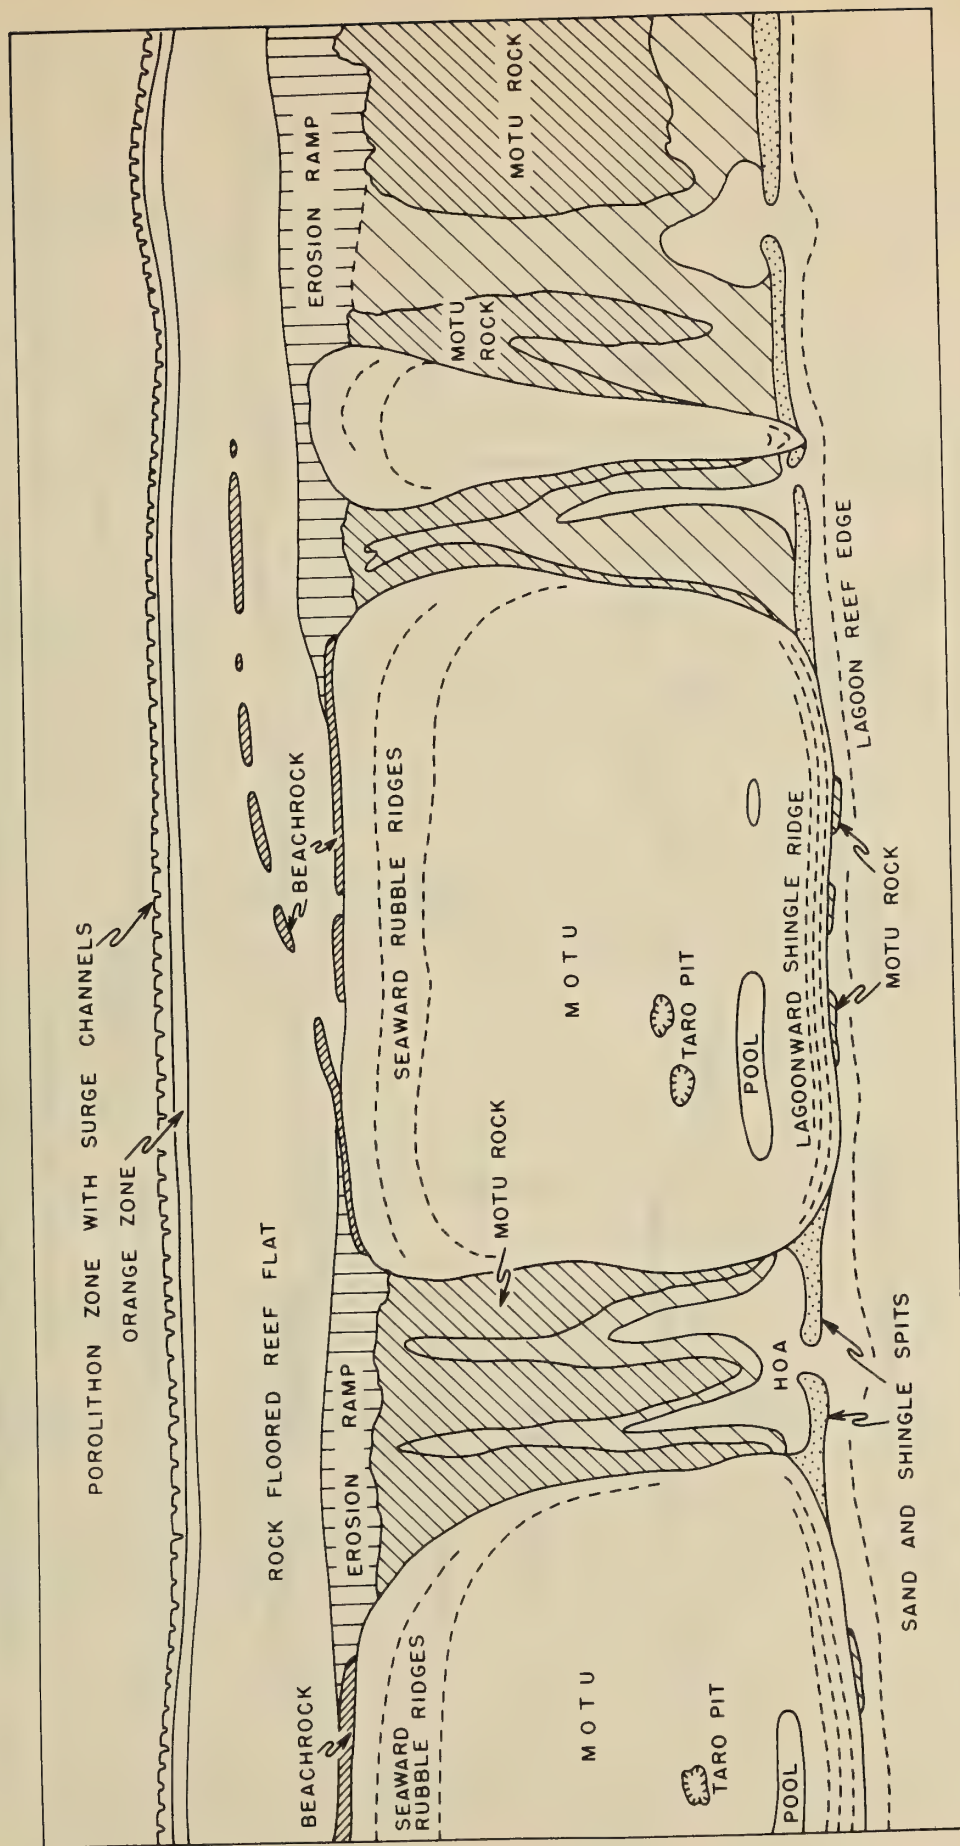 POROLITHON ZONE WITH SURGE CHANNELS
ORANGE ZONE
ROCK FLOORED REEF FLAT
BEACHROCK
EROSION RAMP
BEACHROCK
EROSION RAMP
SEAWARD
RUBBLE RIDGES
MOTU ROCK
SEAWARD RUBBLE RIDGES
MOTU
ROCK
MOTU ROCK
MOTU
MOTU
TARO PIT
TARO PIT
POOL
POOL
HOA
LAGOONWARD SHINGLE RIDGE
LAGOON REEF EDGE
SAND AND SHINGLE SPITS
MOTU ROCK